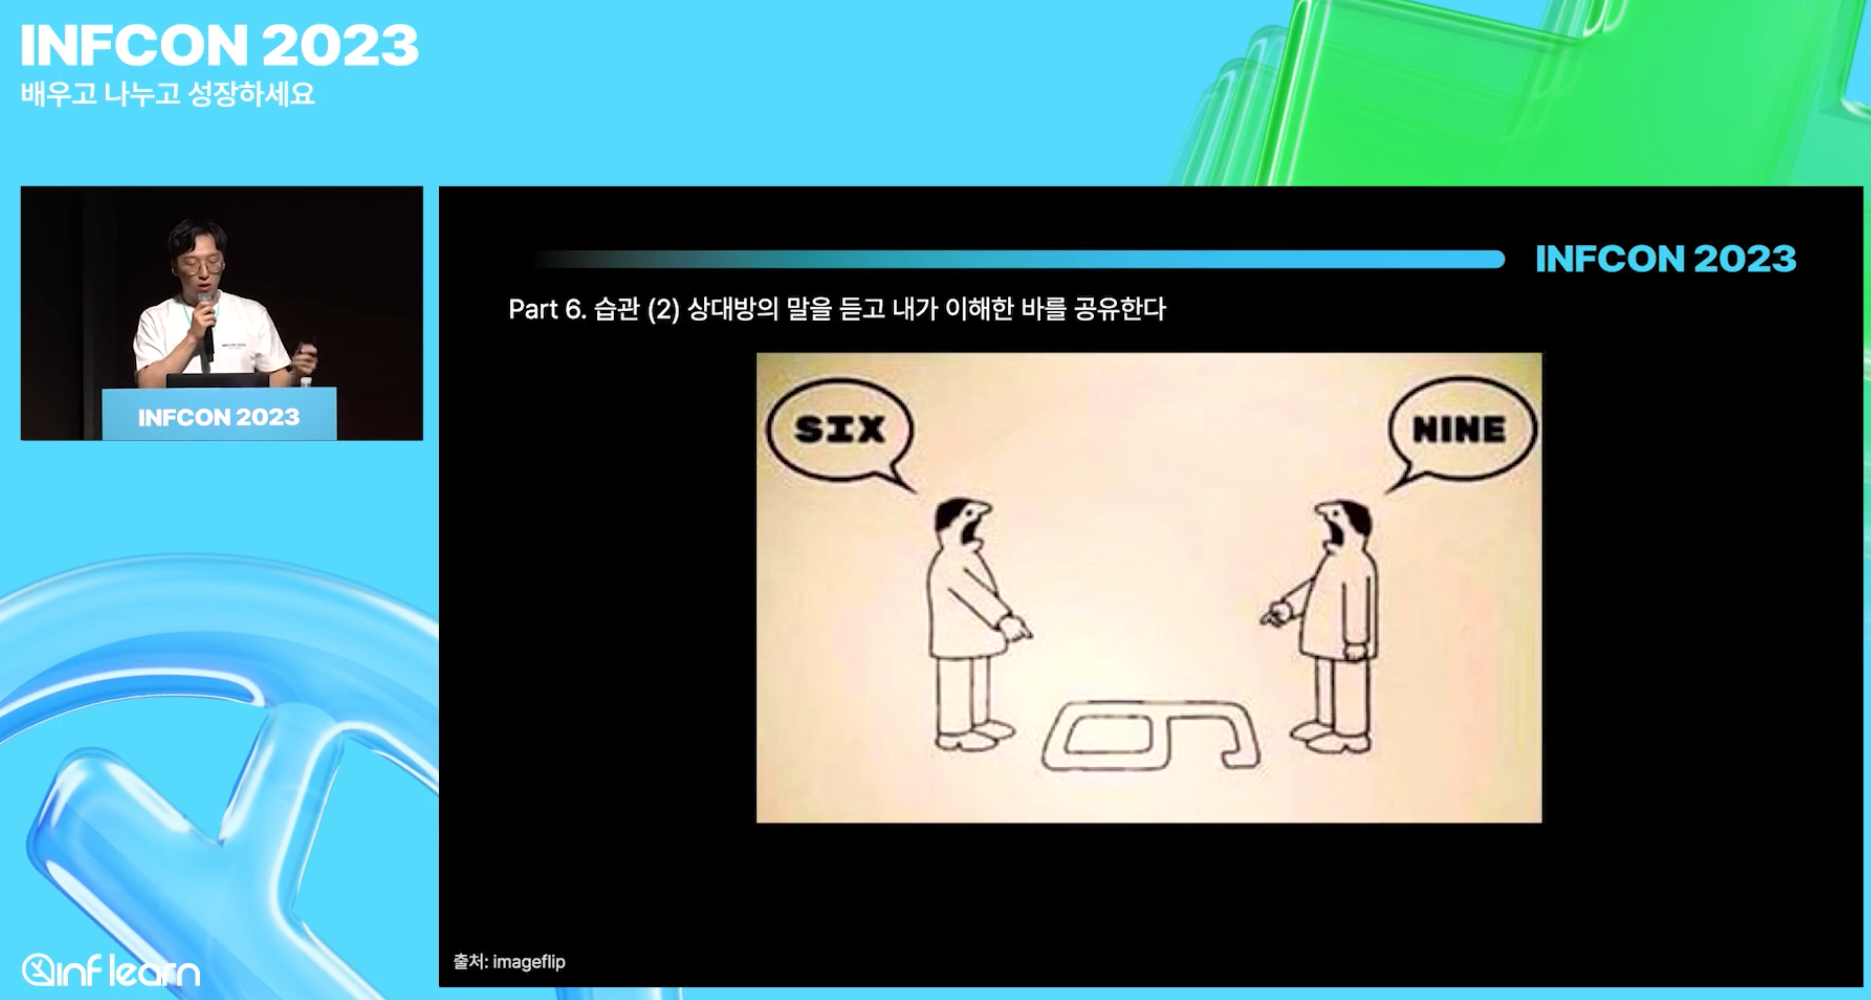 INFCON 2023
배우고 나누고 성장하세요
INFCON 2023
INFCON 2023
Part 6. 습관 (2) 상대방의 말을 듣고 내가 이해한 바를 공유한다
SIX
NINE
출처: imageflip
inflearn